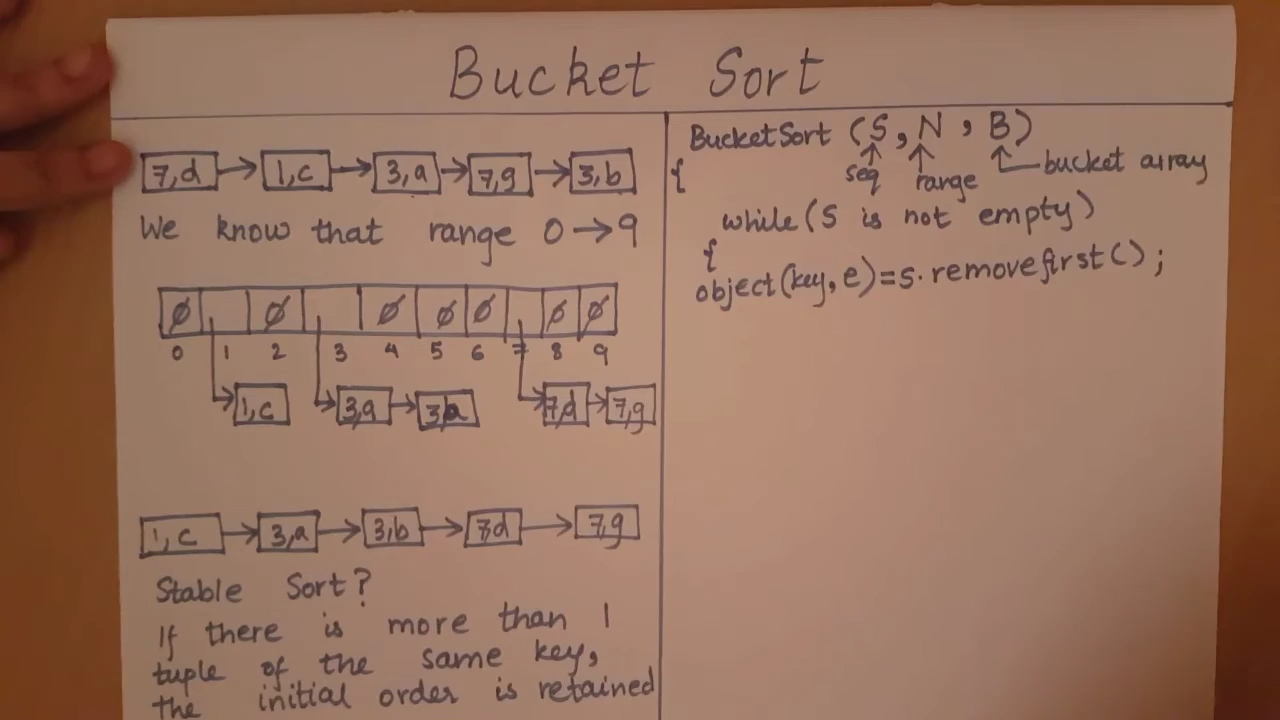 Bucket Sort
7,d → 1,c → 3,a → 7,g → 3,b
We know that range 0→9
∅ ∅ ∅ ∅ ∅ ∅ ∅
0 1 2 3 4 5 6 7 8 9
1,c 3,a → 3, 7,d → 7,g
1,c → 3,a → 3,b → 7,d → 7,g
Stable Sort?
If there is more than 1
tuple of the same key,
the initial order is retained
BucketSort (S, N, B)
{ seq range bucket array
while(S is not empty)
{
object(key,e)=s.removefirst();